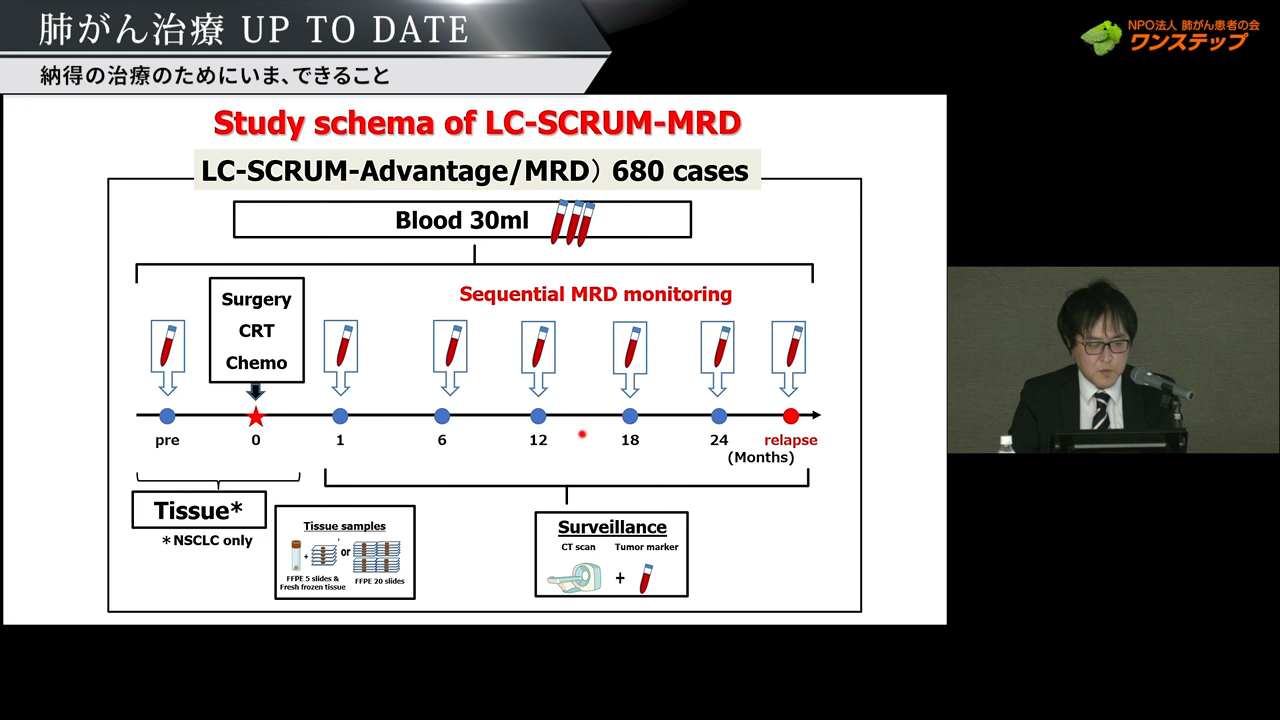 肺がん治療 UP TO DATE
納得の治療のためにいま、できること
NPO法人 肺がん患者の会
ワンステップ
Study schema of LC-SCRUM-MRD
LC-SCRUM-Advantage/MRD）680 cases
Blood 30ml
Surgery
CRT
Chemo
Sequential MRD monitoring
pre 0 1 6 12 18 24 relapse
(Months)
Tissue*
＊NSCLC only
Tissue samples
+ or
FFPE 5 slides &
Fresh frozen tissue
FFPE 20 slides
Surveillance
CT scan Tumor marker
+